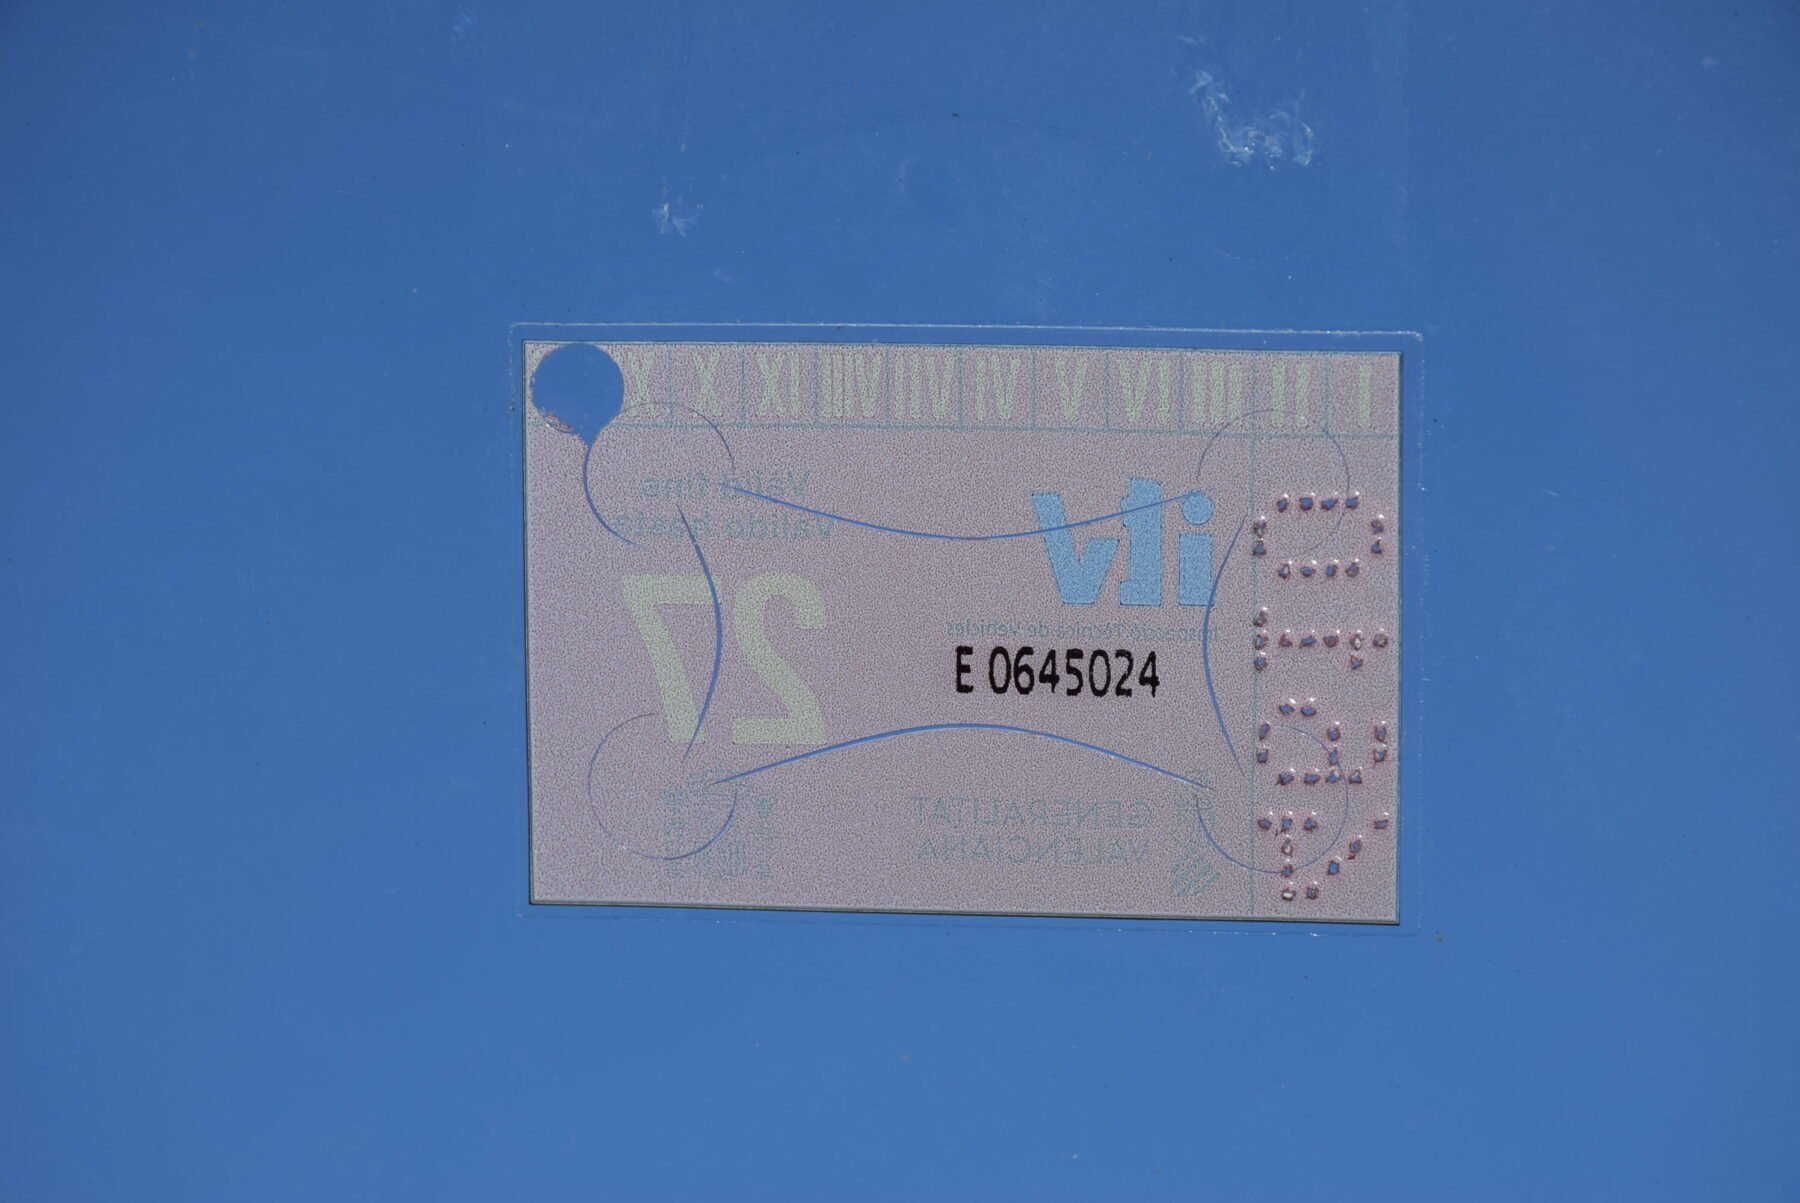 I II III IV V VI VII VIII IX X XI
itv
Inspecció Tècnica de Vehicles
E 0645024
Vàlid fins
Válido hasta
27
GENERALITAT
VALENCIANA